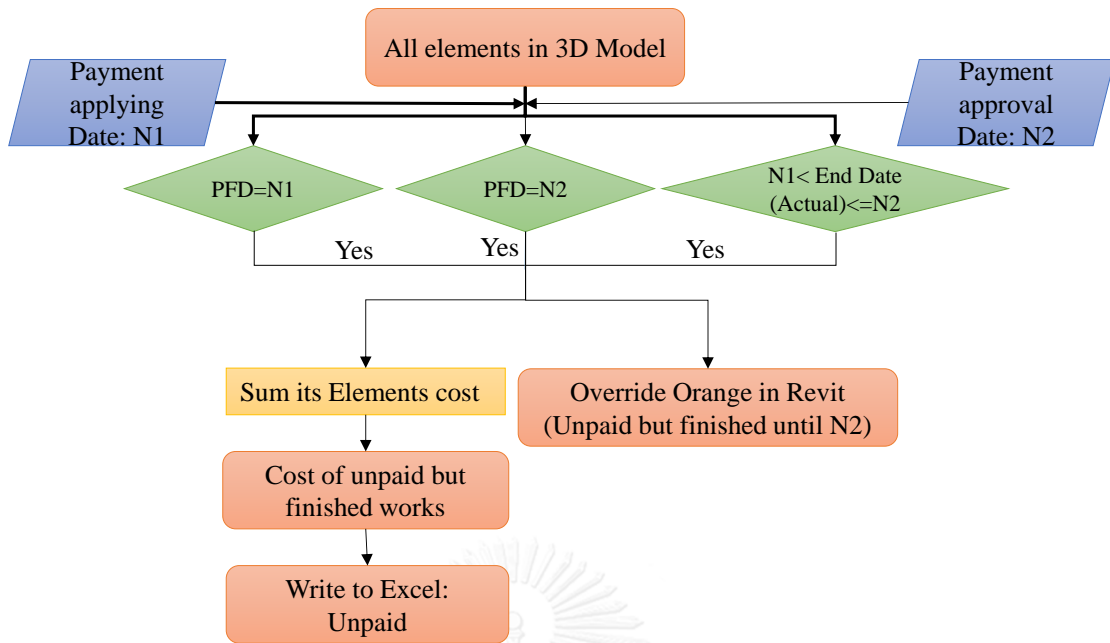 All elements in 3D Model
Payment
applying
Date: N1
Payment
approval
Date: N2
PFD=N1
PFD=N2
N1< End Date
(Actual)<=N2
Yes
Yes
Yes
Sum its Elements cost
Override Orange in Revit
(Unpaid but finished until N2)
Cost of unpaid but
finished works
Write to Excel:
Unpaid